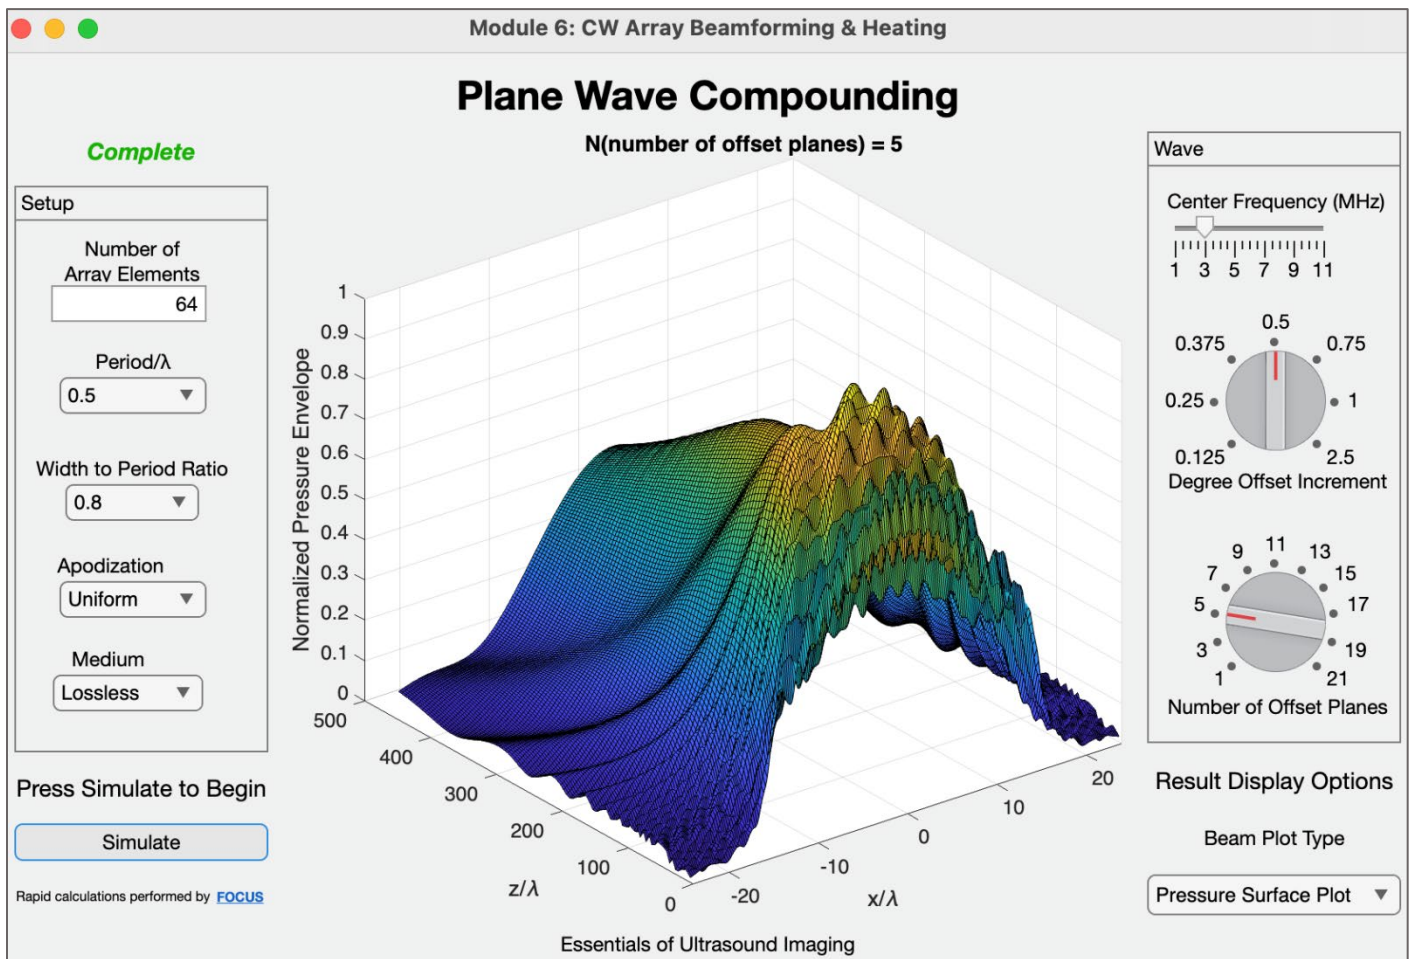 Module 6: CW Array Beamforming & Heating
Plane Wave Compounding
N(number of offset planes) = 5
Complete
Setup
Number of
Array Elements
64
Period/λ
0.5
Width to Period Ratio
0.8
Apodization
Uniform
Medium
Lossless
Press Simulate to Begin
Simulate
Rapid calculations performed by FOCUS
Normalized Pressure Envelope
1
0.9
0.8
0.7
0.6
0.5
0.4
0.3
0.2
0.1
0
500
400
300
200
100
0
z/λ
-20
-10
0
10
20
x/λ
Essentials of Ultrasound Imaging
Wave
Center Frequency (MHz)
1 3 5 7 9 11
0.5
0.375 0.75
0.25 1
0.125 2.5
Degree Offset Increment
11
9 13
7 15
5 17
3 19
1 21
Number of Offset Planes
Result Display Options
Beam Plot Type
Pressure Surface Plot